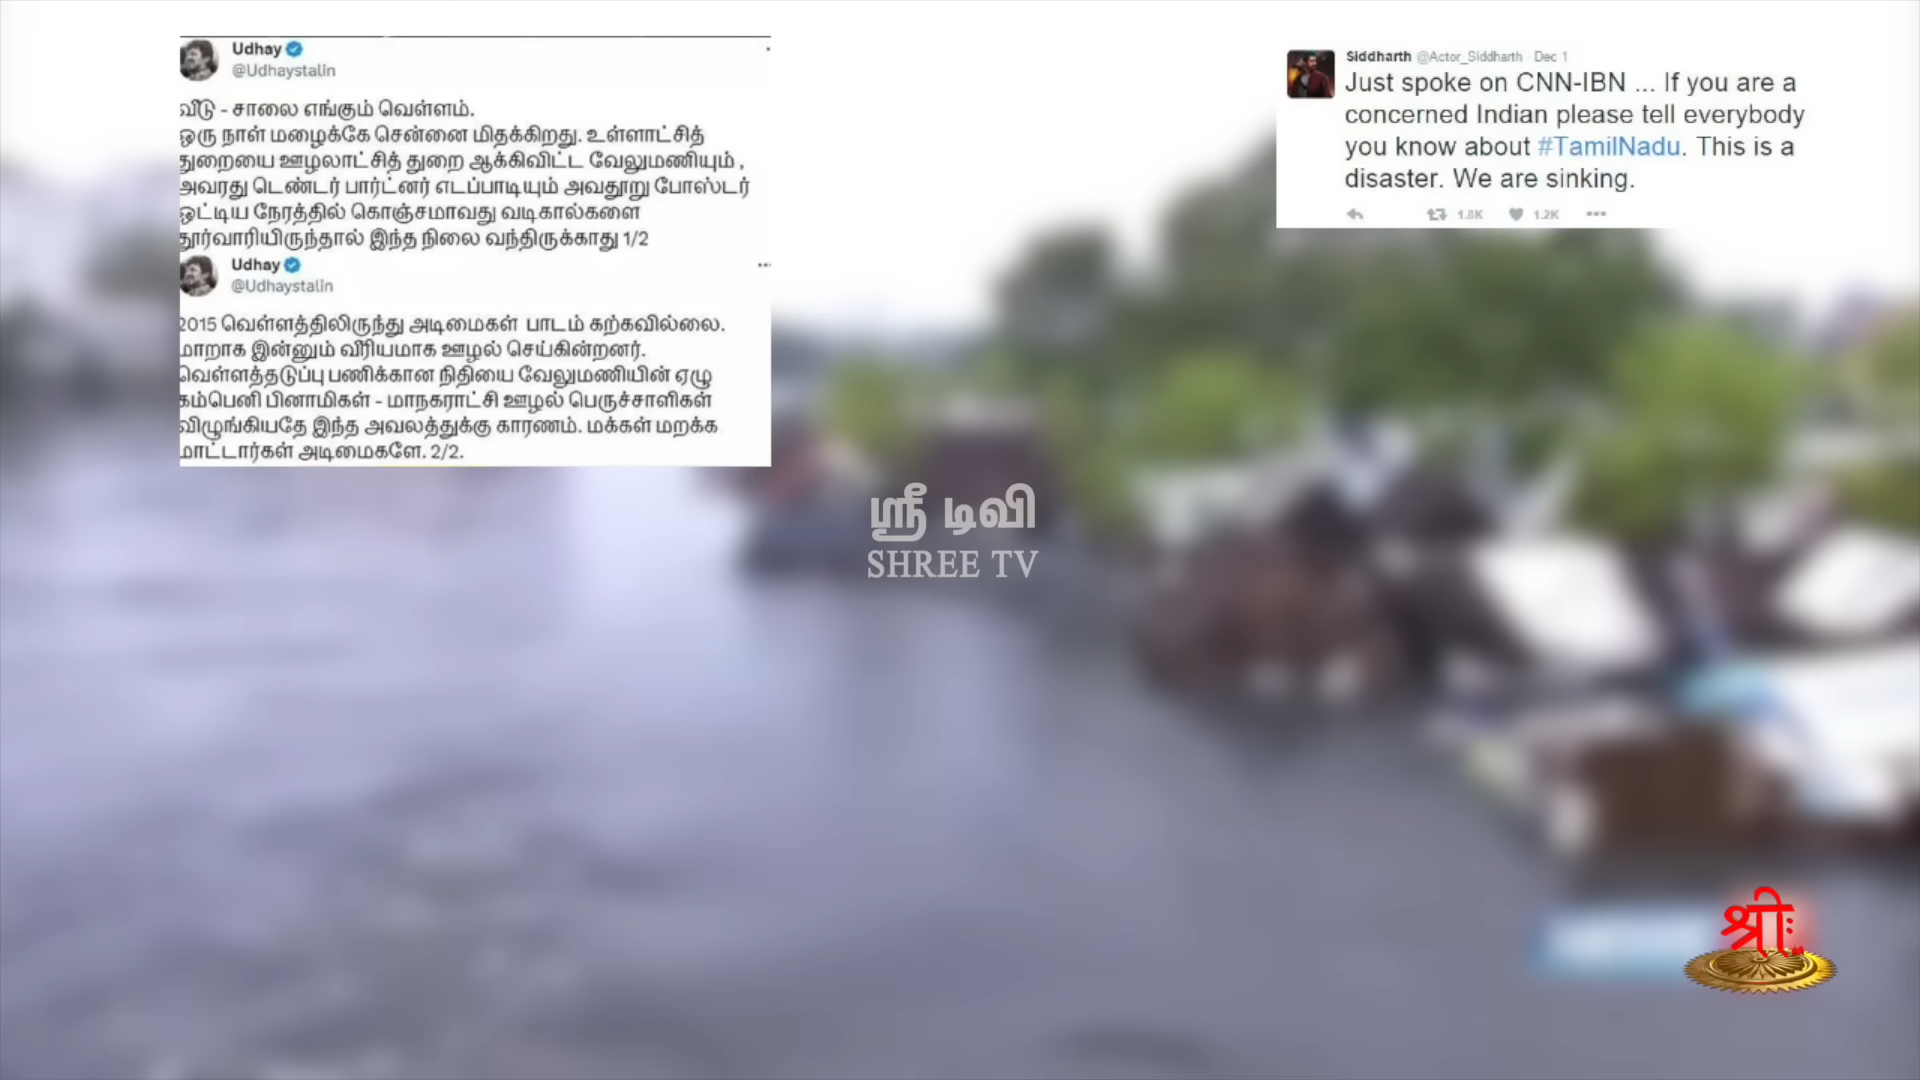 Udhay
@Udhaystalin
வீடு - சாலை எங்கும் வெள்ளம்.
ஒரு நாள் மழைக்கே சென்னை மிதக்கிறது. உள்ளாட்சித்
துறையை ஊழலாட்சித் துறை ஆக்கிவிட்ட வேலுமணியும் ,
அவரது டெண்டர் பார்ட்னர் எடப்பாடியும் அவதூறு போஸ்டர்
ஒட்டிய நேரத்தில் கொஞ்சமாவது வடிகால்களை
தூர்வாரியிருந்தால் இந்த நிலை வந்திருக்காது 1/2
Udhay
@Udhaystalin
2015 வெள்ளத்திலிருந்து அடிமைகள் பாடம் கற்கவில்லை.
மாறாக இன்னும் வீரியமாக ஊழல் செய்கின்றனர்.
வெள்ளத்தடுப்பு பணிக்கான நிதியை வேலுமணியின் ஏழு
கம்பெனி பினாமிகள் - மாநகராட்சி ஊழல் பெருச்சாளிகள்
விழுங்கியதே இந்த அவலத்துக்கு காரணம். மக்கள் மறக்க
மாட்டார்கள் அடிமைகளே. 2/2.
Siddharth @Actor_Siddharth · Dec 1
Just spoke on CNN-IBN ... If you are a
concerned Indian please tell everybody
you know about #TamilNadu. This is a
disaster. We are sinking.
1.8K 1.2K
ஸ்ரீ டிவி
SHREE TV
श्रीः